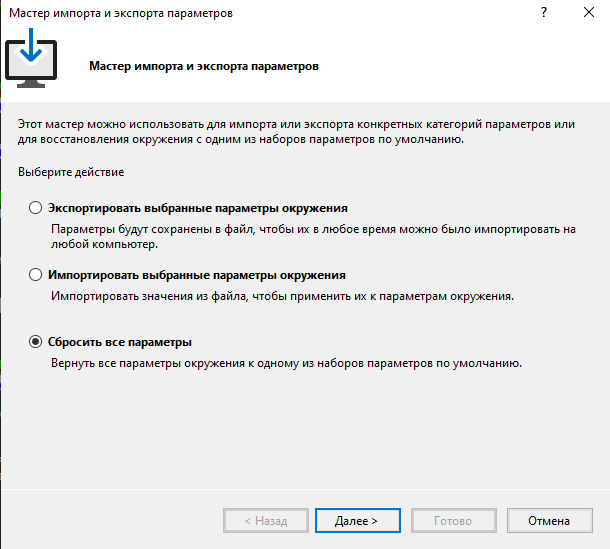 Мастер импорта и экспорта параметров
?
Мастер импорта и экспорта параметров
Этот мастер можно использовать для импорта или экспорта конкретных категорий параметров или
для восстановления окружения с одним из наборов параметров по умолчанию.
Выберите действие
Экспортировать выбранные параметры окружения
Параметры будут сохранены в файл, чтобы их в любое время можно было импортировать на
любой компьютер.
Импортировать выбранные параметры окружения
Импортировать значения из файла, чтобы применить их к параметрам окружения.
Сбросить все параметры
Вернуть все параметры окружения к одному из наборов параметров по умолчанию.
< Назад
Далее >
Готово
Отмена